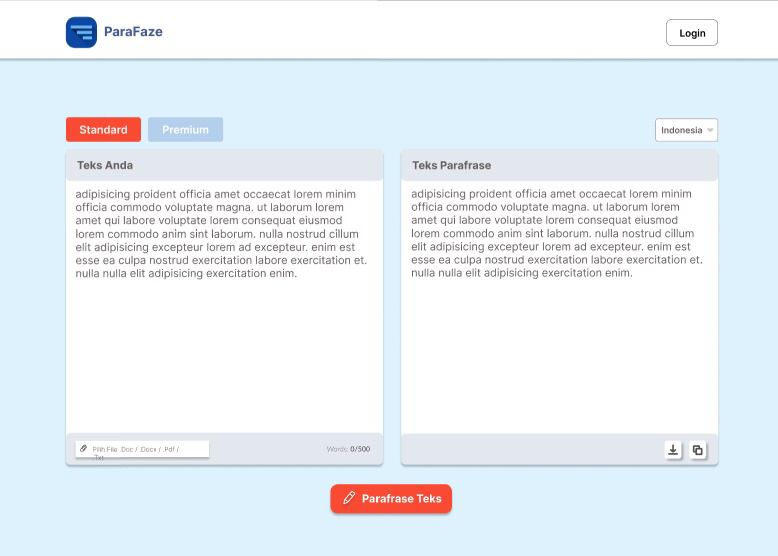 ParaFaze
Login
Standard
Premium
Indonesia
Teks Anda
adipisicing proident officia amet occaecat lorem minim
officia commodo voluptate magna. ut laborum lorem
amet qui labore voluptate lorem consequat eiusmod
lorem commodo anim sint laborum. nulla nostrud cillum
elit adipisicing excepteur lorem ad excepteur. enim est
esse ea culpa nostrud exercitation labore exercitation et.
nulla nulla elit adipisicing exercitation enim.
Pilih File .Doc / .Docx / .Pdf /
.Txt
Words: 0/500
Teks Parafrase
adipisicing proident officia amet occaecat lorem minim
officia commodo voluptate magna. ut laborum lorem
amet qui labore voluptate lorem consequat eiusmod
lorem commodo anim sint laborum. nulla nostrud cillum
elit adipisicing excepteur lorem ad excepteur. enim est
esse ea culpa nostrud exercitation labore exercitation et.
nulla nulla elit adipisicing exercitation enim.
Parafrase Teks